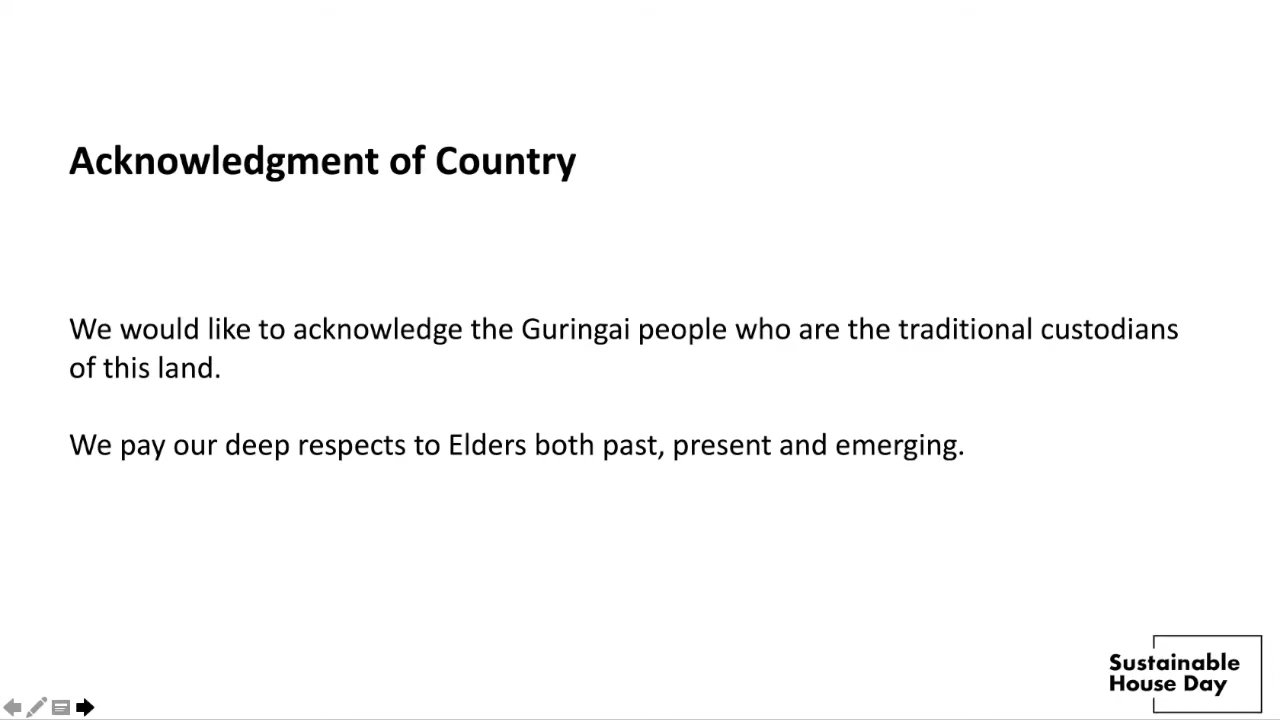 Acknowledgment of Country
We would like to acknowledge the Guringai people who are the traditional custodians
of this land.
We pay our deep respects to Elders both past, present and emerging.
Sustainable
House Day